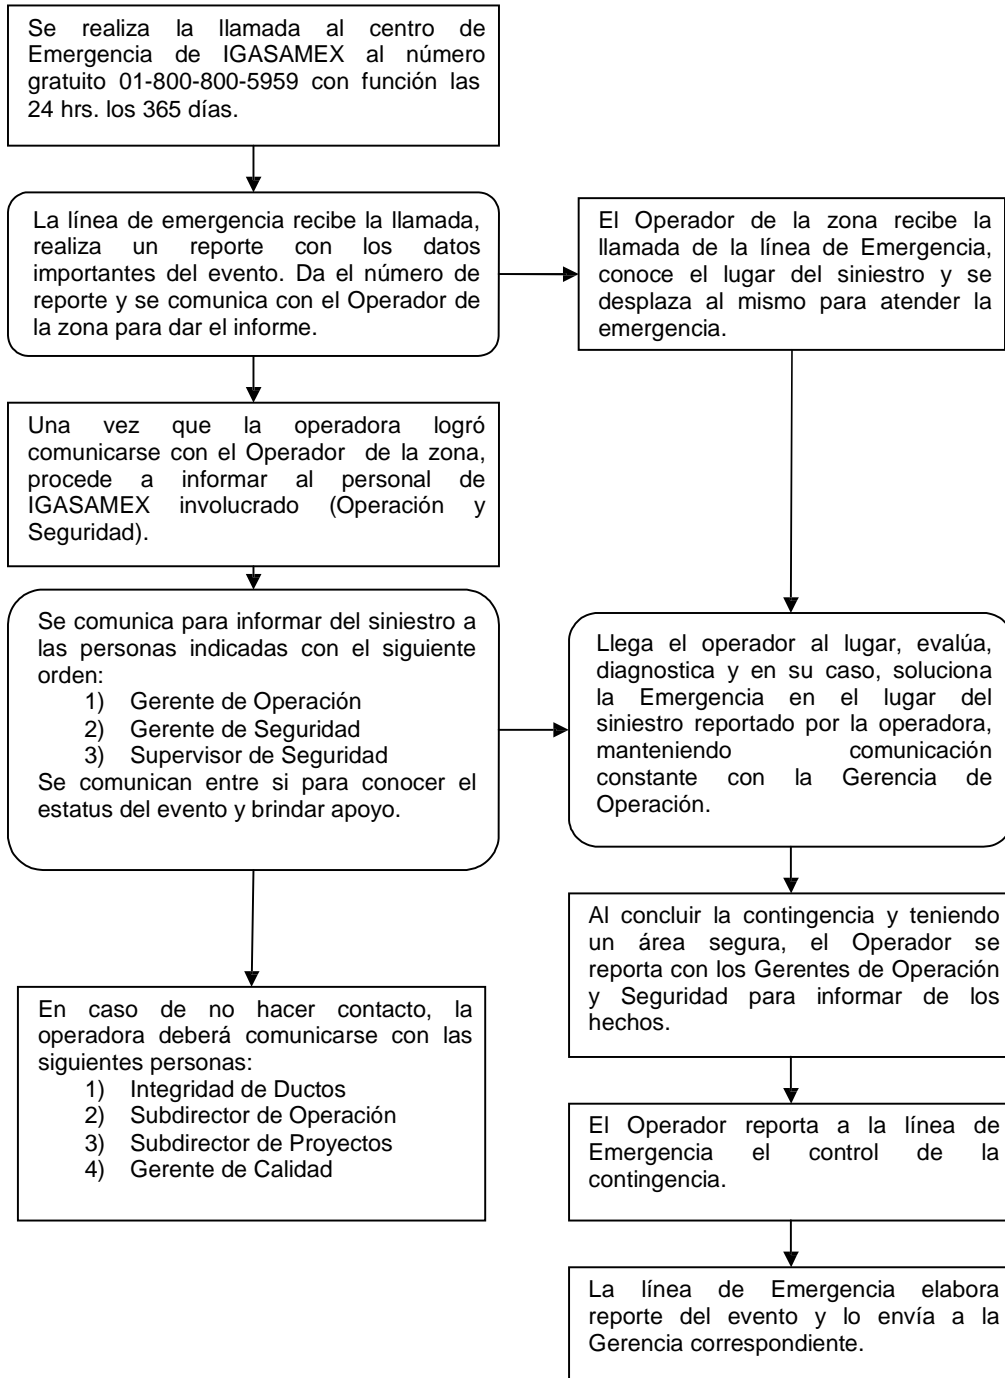 Se realiza la llamada al centro de
Emergencia de IGASAMEX al número
gratuito 01-800-800-5959 con función las
24 hrs. los 365 días.
La línea de emergencia recibe la llamada,
realiza un reporte con los datos
importantes del evento. Da el número de
reporte y se comunica con el Operador de
la zona para dar el informe.
El Operador de la zona recibe la
llamada de la línea de Emergencia,
conoce el lugar del siniestro y se
desplaza al mismo para atender la
emergencia.
Una vez que la operadora logró
comunicarse con el Operador de la zona,
procede a informar al personal de
IGASAMEX involucrado (Operación y
Seguridad).
Se comunica para informar del siniestro a
las personas indicadas con el siguiente
orden:
1) Gerente de Operación
2) Gerente de Seguridad
3) Supervisor de Seguridad
Se comunican entre si para conocer el
estatus del evento y brindar apoyo.
Llega el operador al lugar, evalúa,
diagnostica y en su caso, soluciona
la Emergencia en el lugar del
siniestro reportado por la operadora,
manteniendo comunicación
constante con la Gerencia de
Operación.
En caso de no hacer contacto, la
operadora deberá comunicarse con las
siguientes personas:
1) Integridad de Ductos
2) Subdirector de Operación
3) Subdirector de Proyectos
4) Gerente de Calidad
Al concluir la contingencia y teniendo
un área segura, el Operador se
reporta con los Gerentes de Operación
y Seguridad para informar de los
hechos.
El Operador reporta a la línea de
Emergencia el control de la
contingencia.
La línea de Emergencia elabora
reporte del evento y lo envía a la
Gerencia correspondiente.